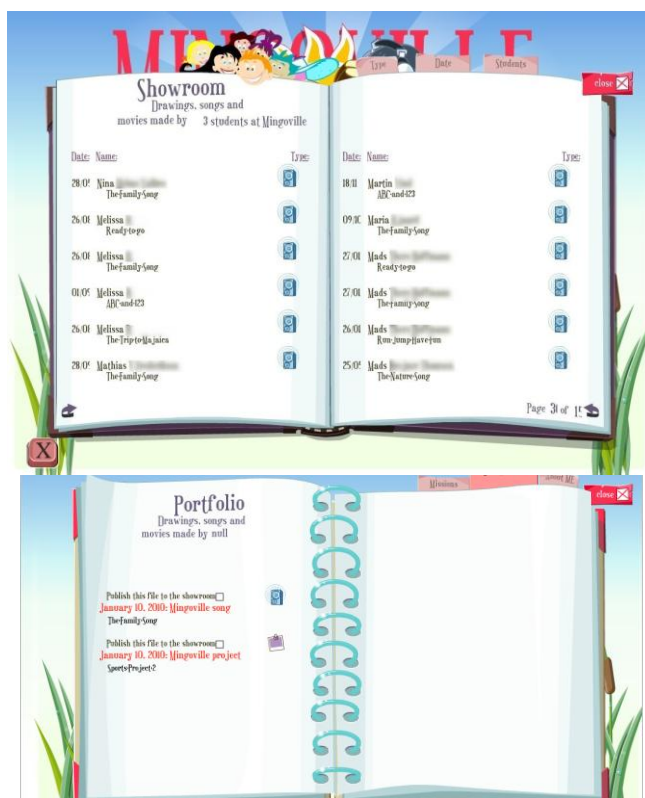 MINGOVILLE
Type Date Students
close
Showroom
Drawings, songs and
movies made by 3 students at Mingoville
Date: Name: Type:
28/0 Nina
The-Family-Song
26/01 Melissa
Ready-to-go
26/01 Melissa
The-Family-Song
01/09 Melissa
ABC-and-123
26/01 Melissa
The-Trip-to-Majaica
28/0 Mathias
The-Family-Song
Date: Name: Type:
18/11 Martin
ABC-and-123
09/10 Maria
The-Family-Song
27/01 Mads
Ready-to-go
27/01 Mads
The-Family-Song
26/01 Mads
Run-Jump-Have-fun
25/0 Mads
The-Nature-Song
Page 31 of 15
X
Missions About Me
close
Portfolio
Drawings, songs and
movies made by null
Publish this file to the showroom
January 10. 2010: Mingoville song
The-Family-Song
Publish this file to the showroom
January 10. 2010: Mingoville project
Sports-Project-2